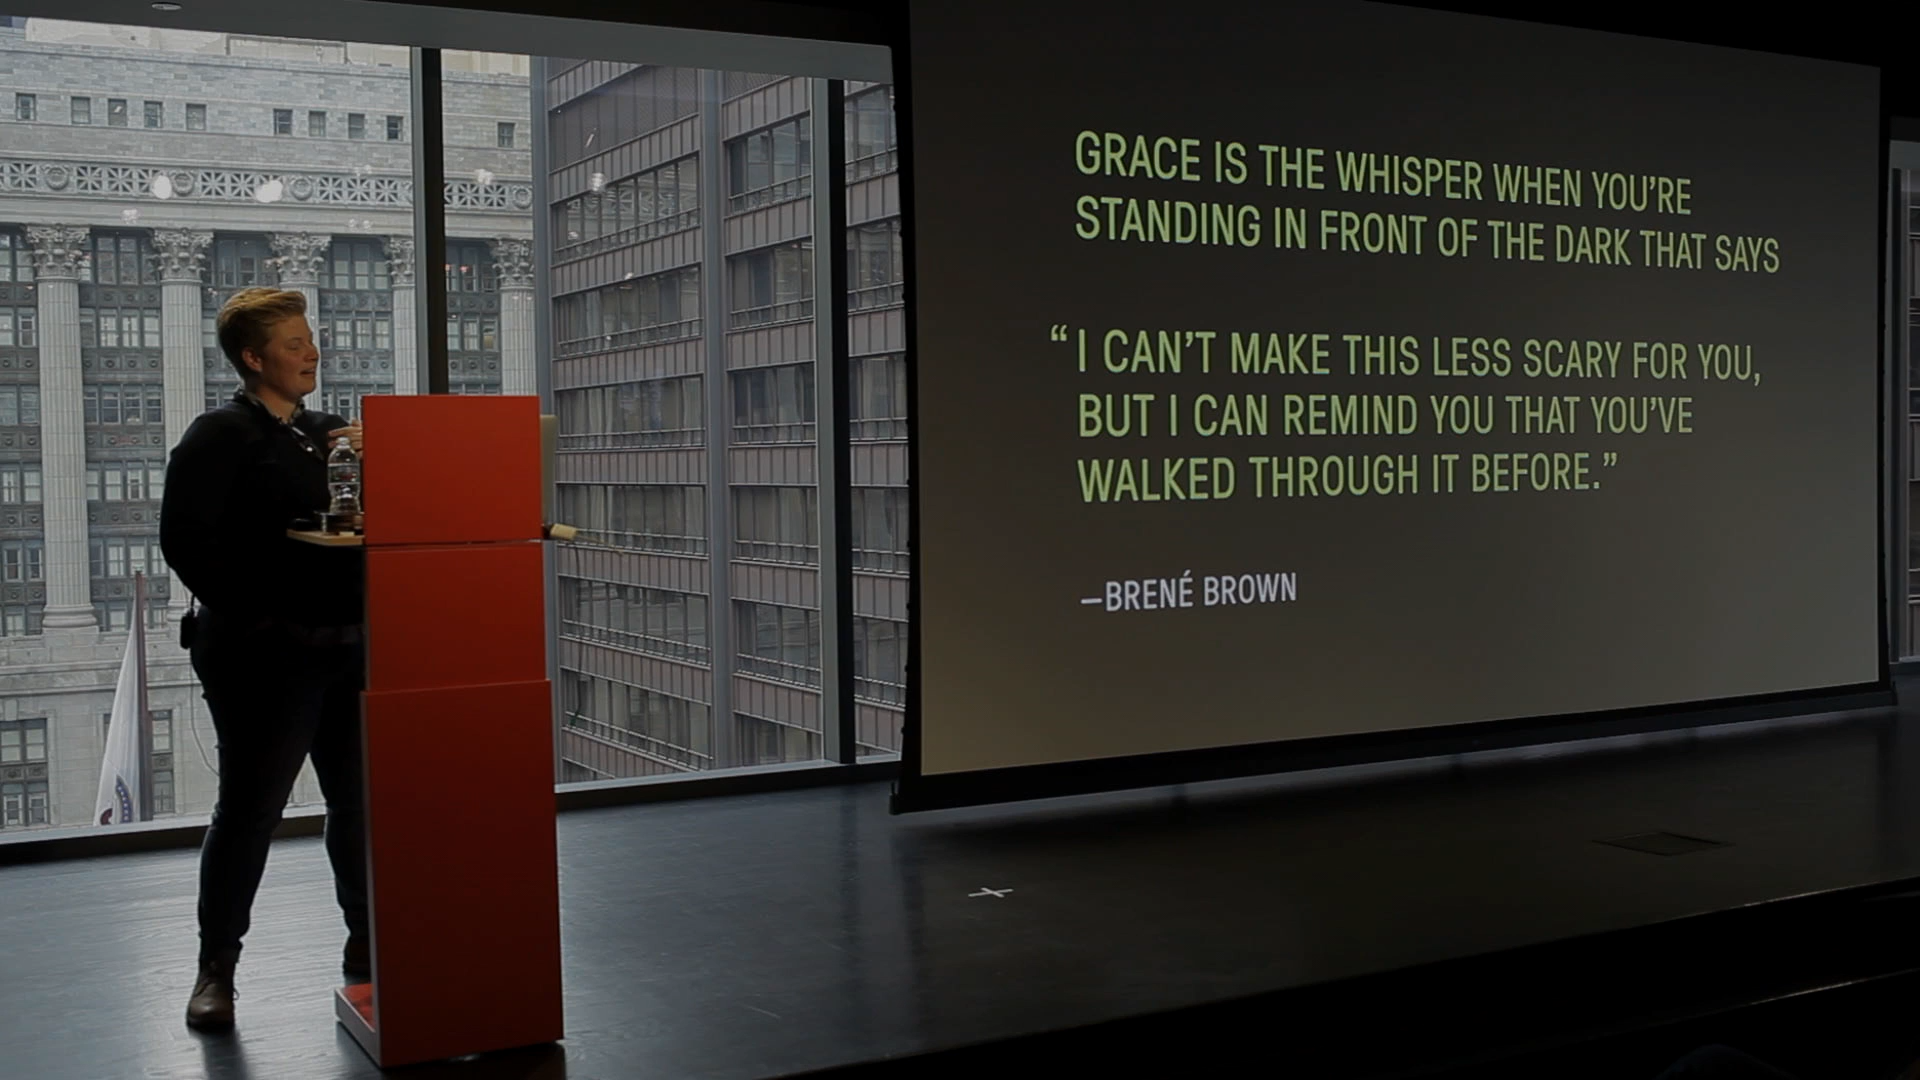 GRACE IS THE WHISPER WHEN YOU’RE
STANDING IN FRONT OF THE DARK THAT SAYS
“ I CAN’T MAKE THIS LESS SCARY FOR YOU,
BUT I CAN REMIND YOU THAT YOU’VE
WALKED THROUGH IT BEFORE.”
—BRENÉ BROWN